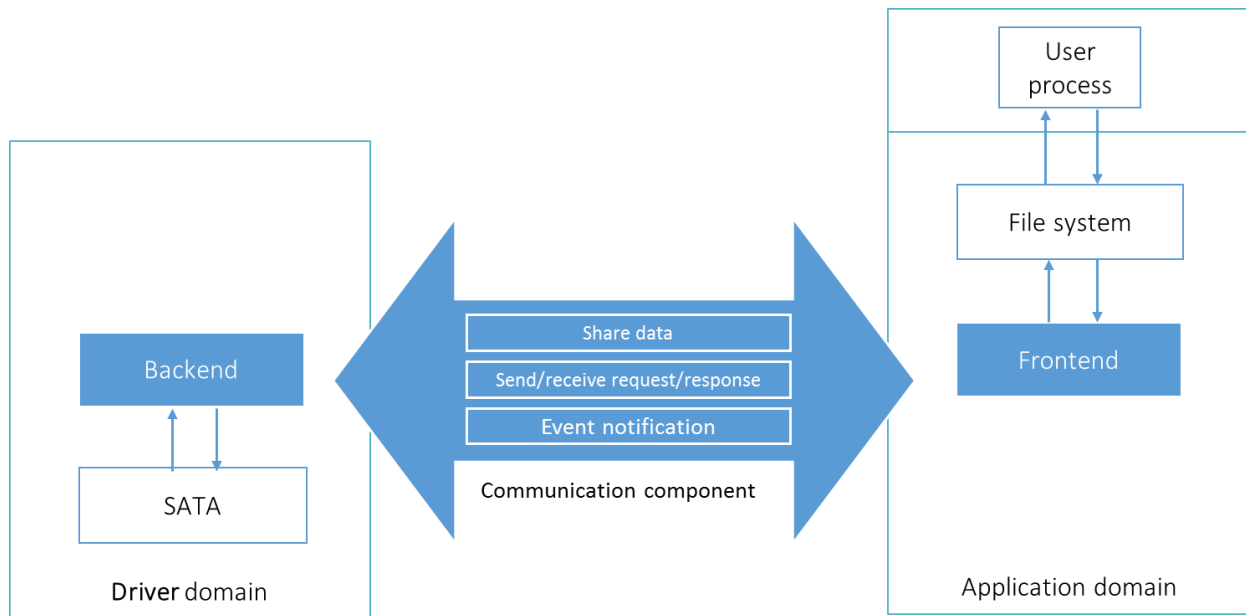 User
process
File system
Share data
Backend
Frontend
Send/receive request/response
Event notification
Communication component
SATA
Driver domain
Application domain